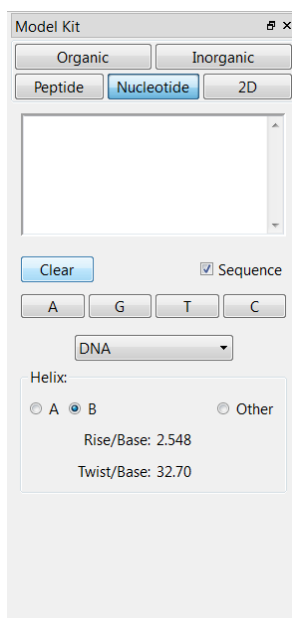 Model Kit
Organic Inorganic
Peptide Nucleotide 2D
Clear Sequence
A G T C
DNA
Helix:
A B Other
Rise/Base: 2.548
Twist/Base: 32.70